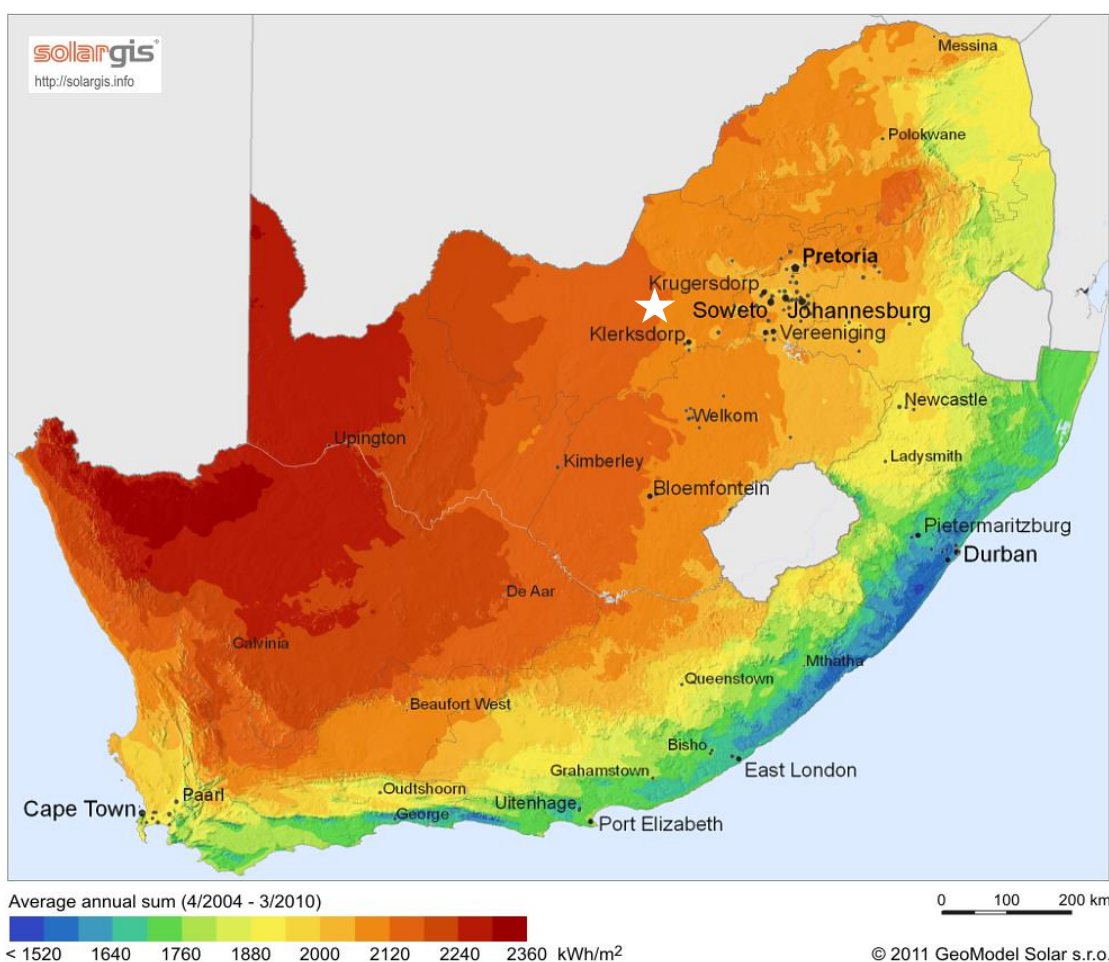 solargis
http://solargis.info
Messina
Polokwane
Pretoria
Krugersdorp
Soweto
Johannesburg
Klerksdorp
Vereeniging
Newcastle
Welkom
Upington
Kimberley
Ladysmith
Bloemfontein
Pietermaritzburg
Durban
De Aar
Calvinia
Mthatha
Queenstown
Beaufort West
Bisho
East London
Grahamstown
Oudtshoorn
Paarl
Uitenhage
Cape Town
George
Port Elizabeth
Average annual sum (4/2004 - 3/2010)
0 100 200 km
< 1520 1640 1760 1880 2000 2120 2240 2360 kWh/m²
© 2011 GeoModel Solar s.r.o.